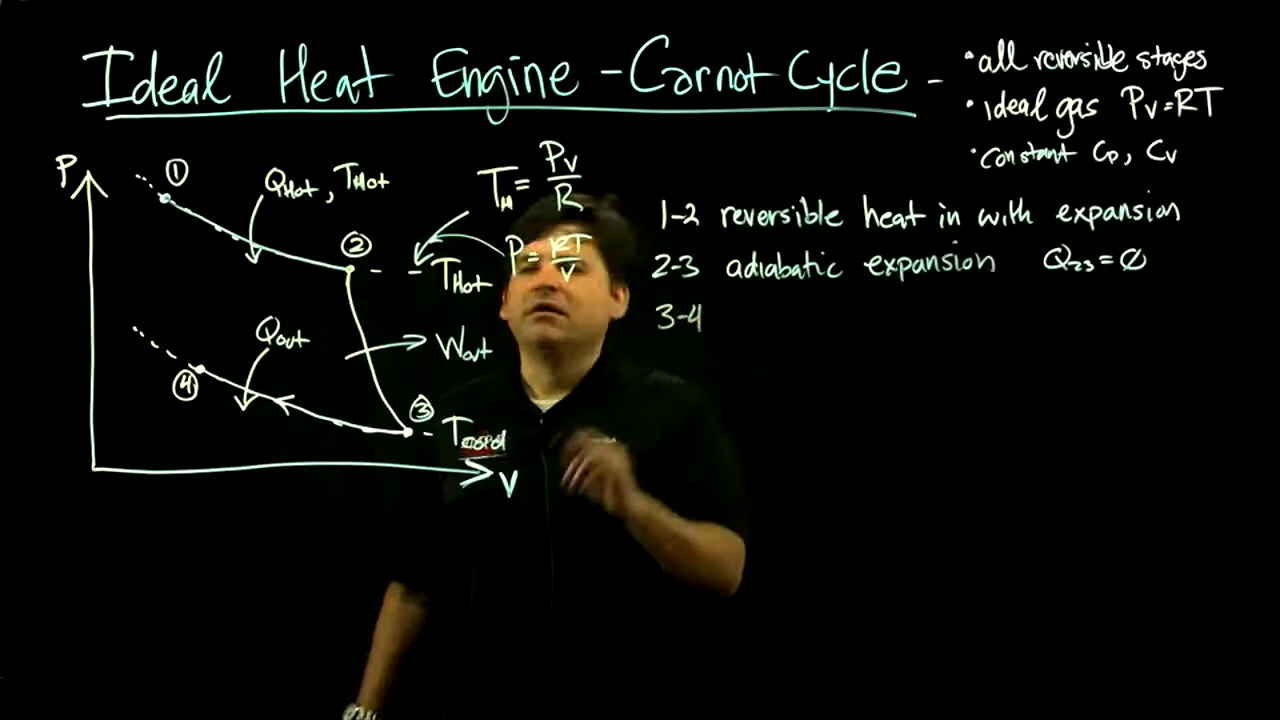 Ideal Heat Engine - Carnot Cycle -
• all reversible stages
• ideal gas Pv=RT
• constant Cp, Cv
P
①
QHot, THot
TH = Pv/R
②
P = RT/v
THot
1-2 reversible heat in with expansion
2-3 adiabatic expansion Q23=0
3-4
Qout
Wout
④
③
Tcold
v